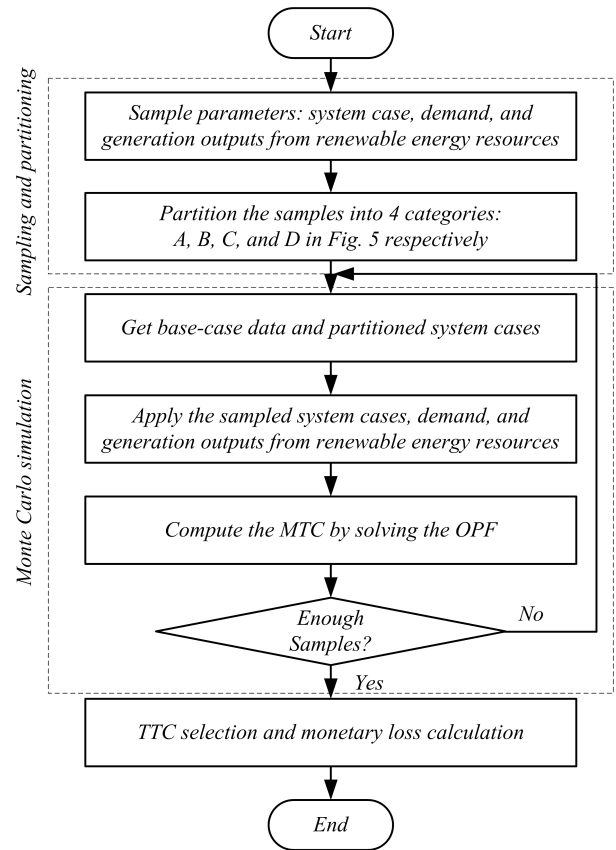 Start
Sampling and partitioning
Sample parameters: system case, demand, and
generation outputs from renewable energy resources
Partition the samples into 4 categories:
A, B, C, and D in Fig. 5 respectively
Monte Carlo simulation
Get base-case data and partitioned system cases
Apply the sampled system cases, demand, and
generation outputs from renewable energy resources
Compute the MTC by solving the OPF
Enough
Samples?
No
Yes
TTC selection and monetary loss calculation
End